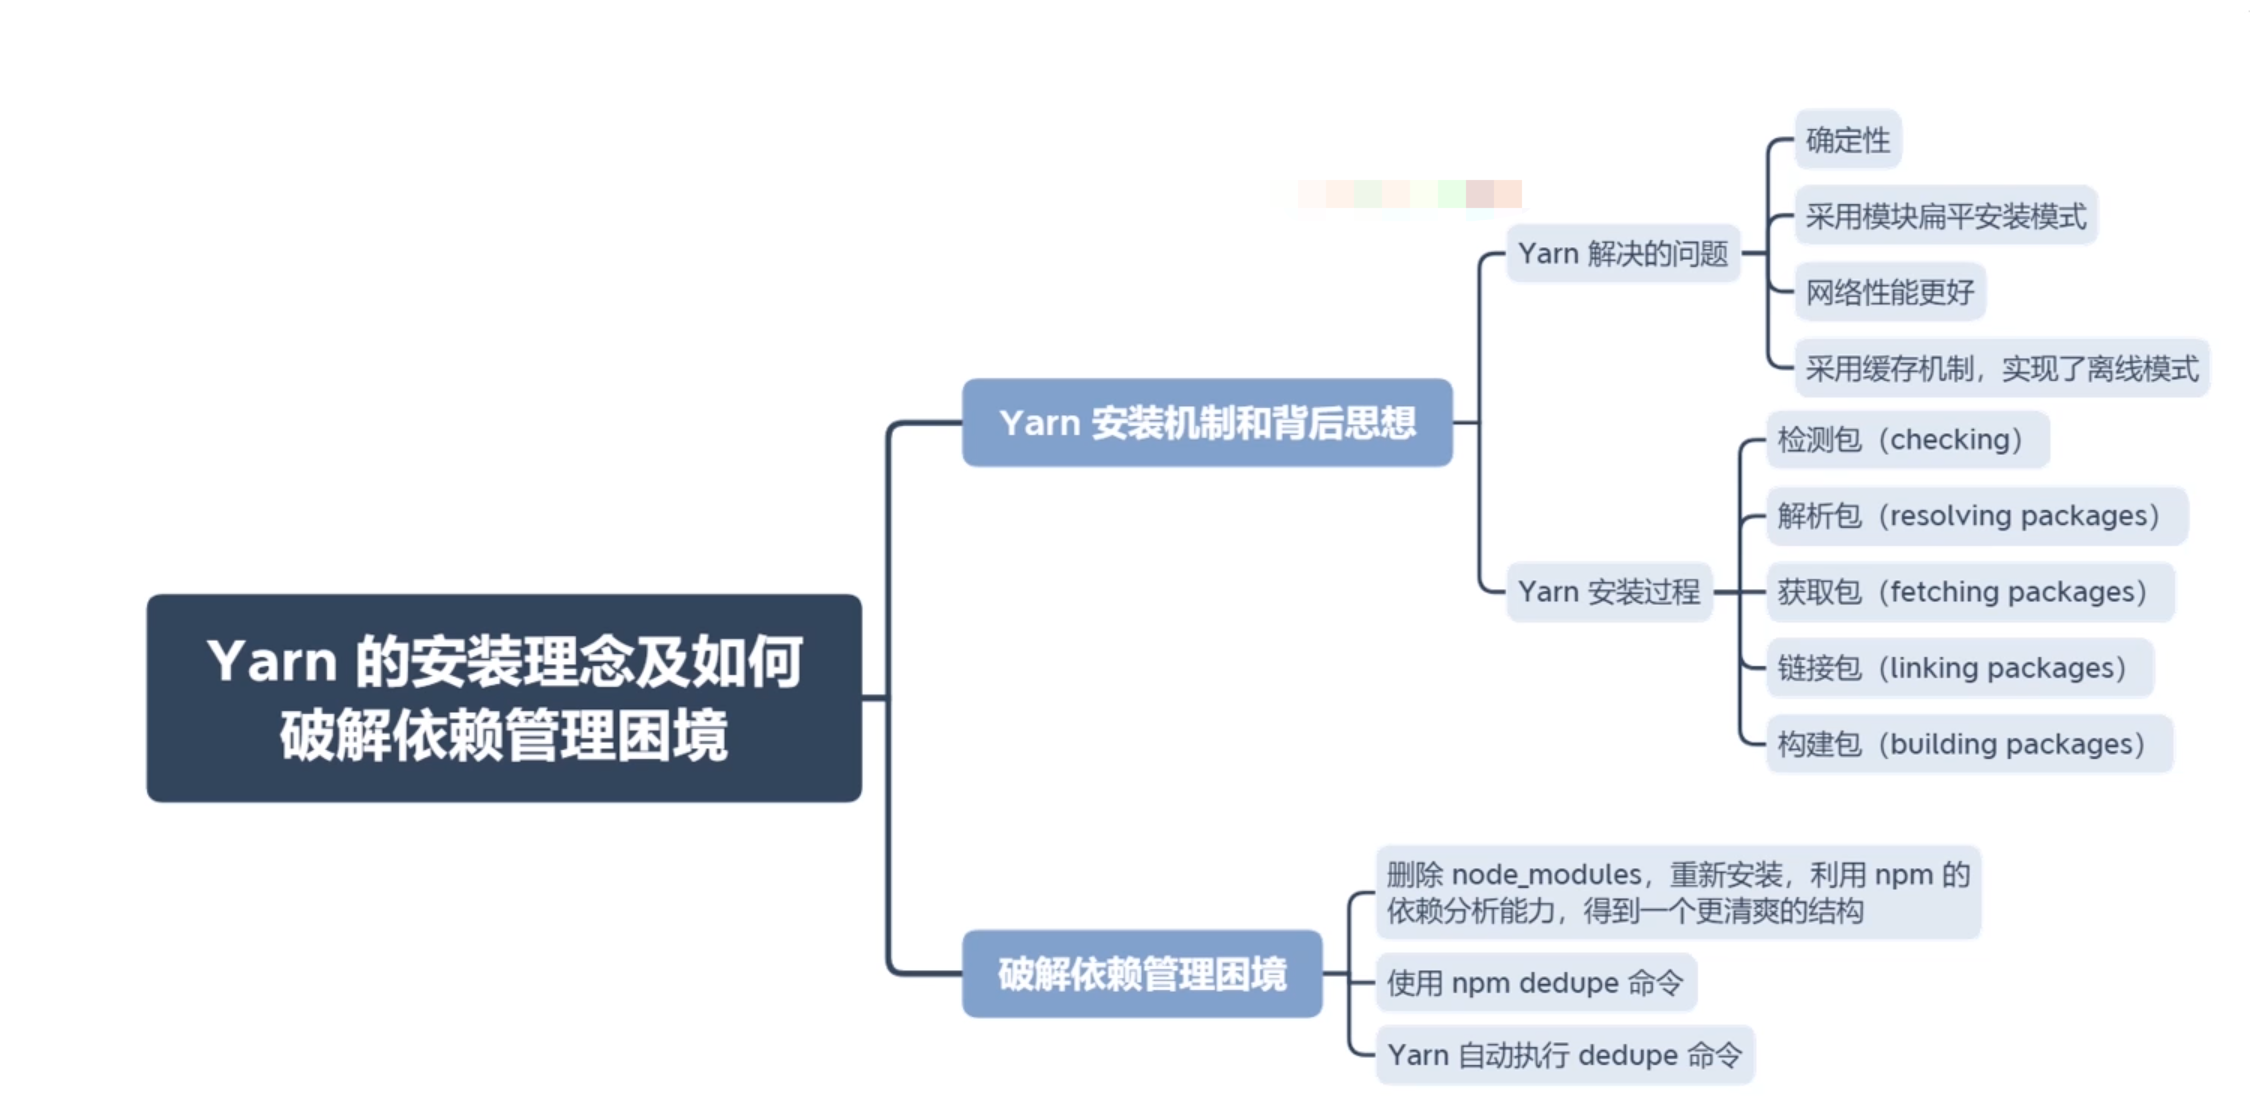 Yarn 的安装理念及如何
破解依赖管理困境
Yarn 安装机制和背后思想
Yarn 解决的问题
确定性
采用模块扁平安装模式
网络性能更好
采用缓存机制，实现了离线模式
Yarn 安装过程
检测包（checking）
解析包（resolving packages）
获取包（fetching packages）
链接包（linking packages）
构建包（building packages）
破解依赖管理困境
删除 node_modules，重新安装，利用 npm 的
依赖分析能力，得到一个更清爽的结构
使用 npm dedupe 命令
Yarn 自动执行 dedupe 命令